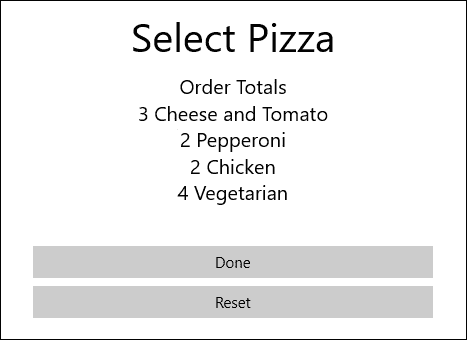 Select Pizza
Order Totals
3 Cheese and Tomato
2 Pepperoni
2 Chicken
4 Vegetarian
Done
Reset